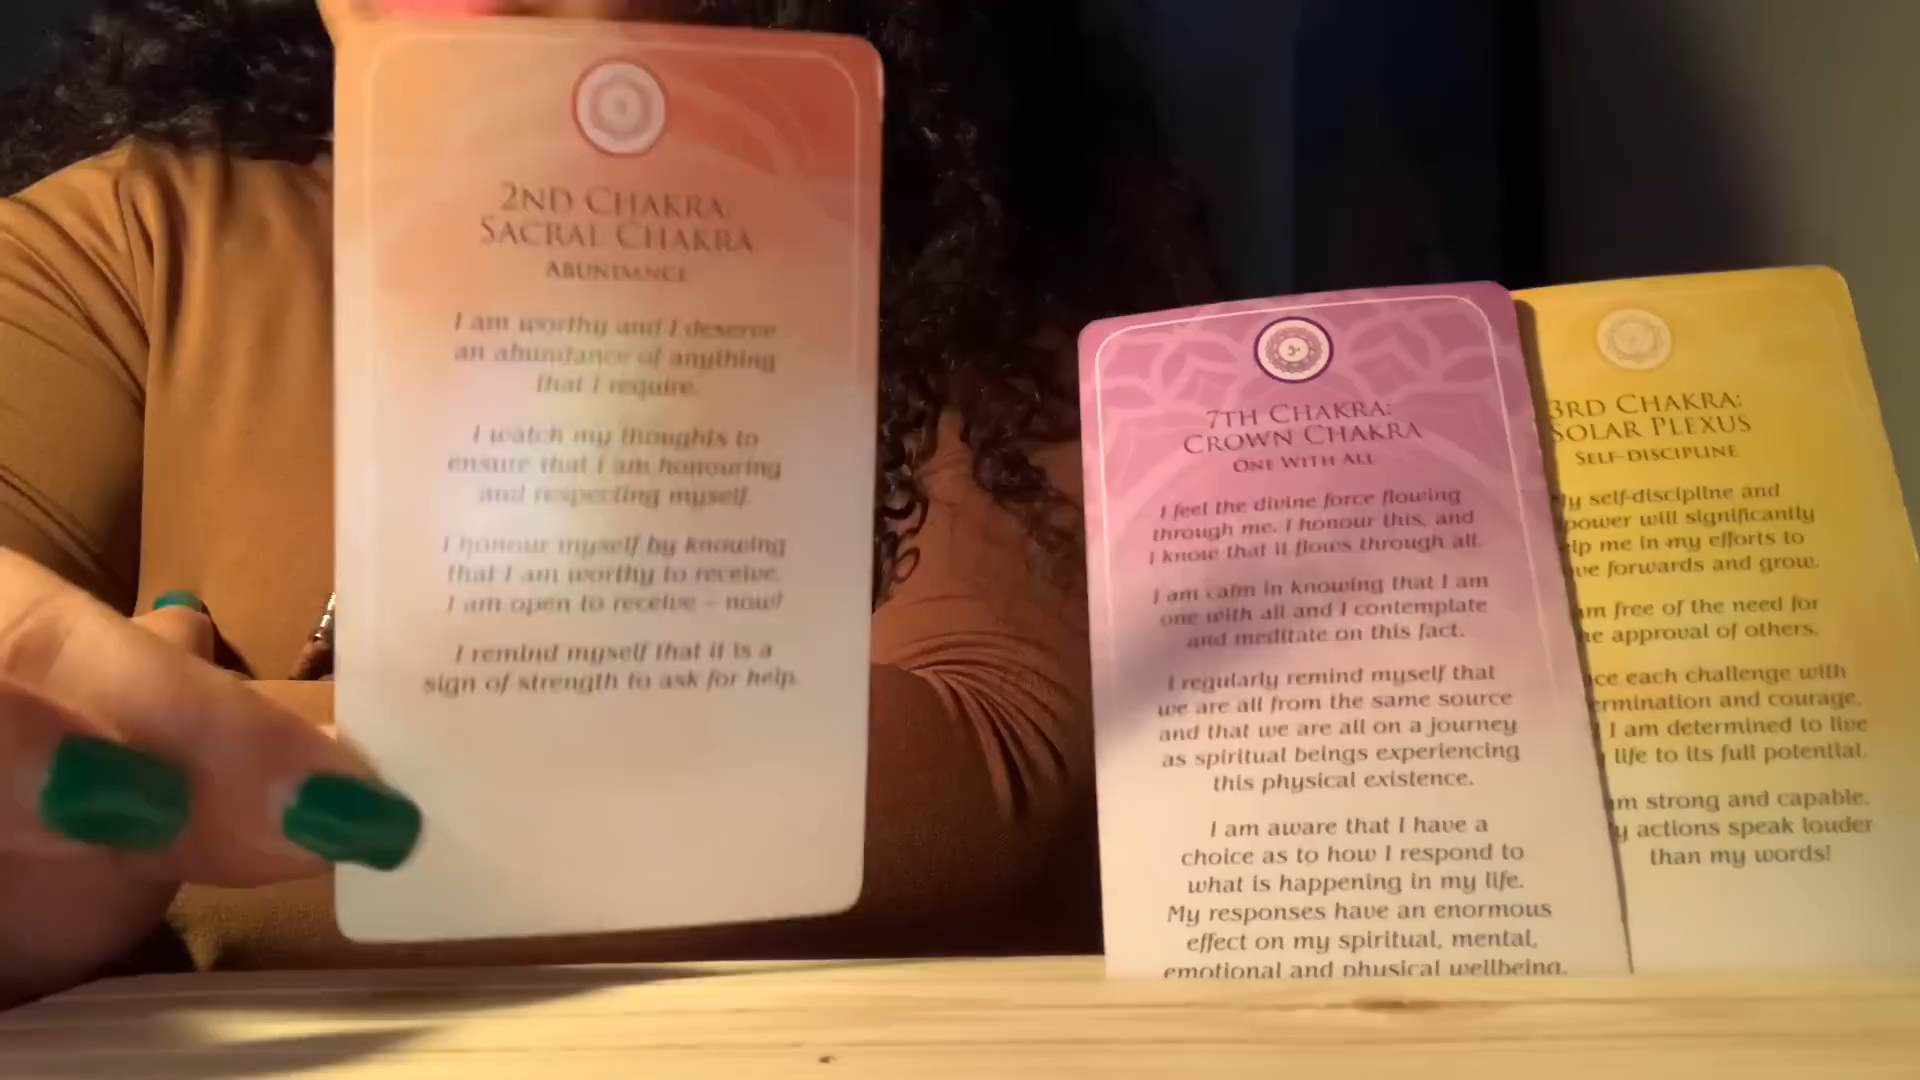 2ND CHAKRA:
SACRAL CHAKRA
ABUNDANCE
I am worthy and I deserve
an abundance of anything
that I require.
I watch my thoughts to
ensure that I am honouring
and respecting myself.
I honour myself by knowing
that I am worthy to receive.
I am open to receive – now!
I remind myself that it is a
sign of strength to ask for help.
7TH CHAKRA:
CROWN CHAKRA
ONE WITH ALL
I feel the divine force flowing
through me. I honour this, and
I know that it flows through all.
I am calm in knowing that I am
one with all and I contemplate
and meditate on this fact.
I regularly remind myself that
we are all from the same source
and that we are all on a journey
as spiritual beings experiencing
this physical existence.
I am aware that I have a
choice as to how I respond to
what is happening in my life.
My responses have an enormous
effect on my spiritual, mental,
emotional and physical wellbeing.
3RD CHAKRA:
SOLAR PLEXUS
SELF-DISCIPLINE
y self-discipline and
power will significantly
lp me in my efforts to
ve forwards and grow.
am free of the need for
e approval of others.
ce each challenge with
ermination and courage.
I am determined to live
life to its full potential.
am strong and capable.
y actions speak louder
than my words!